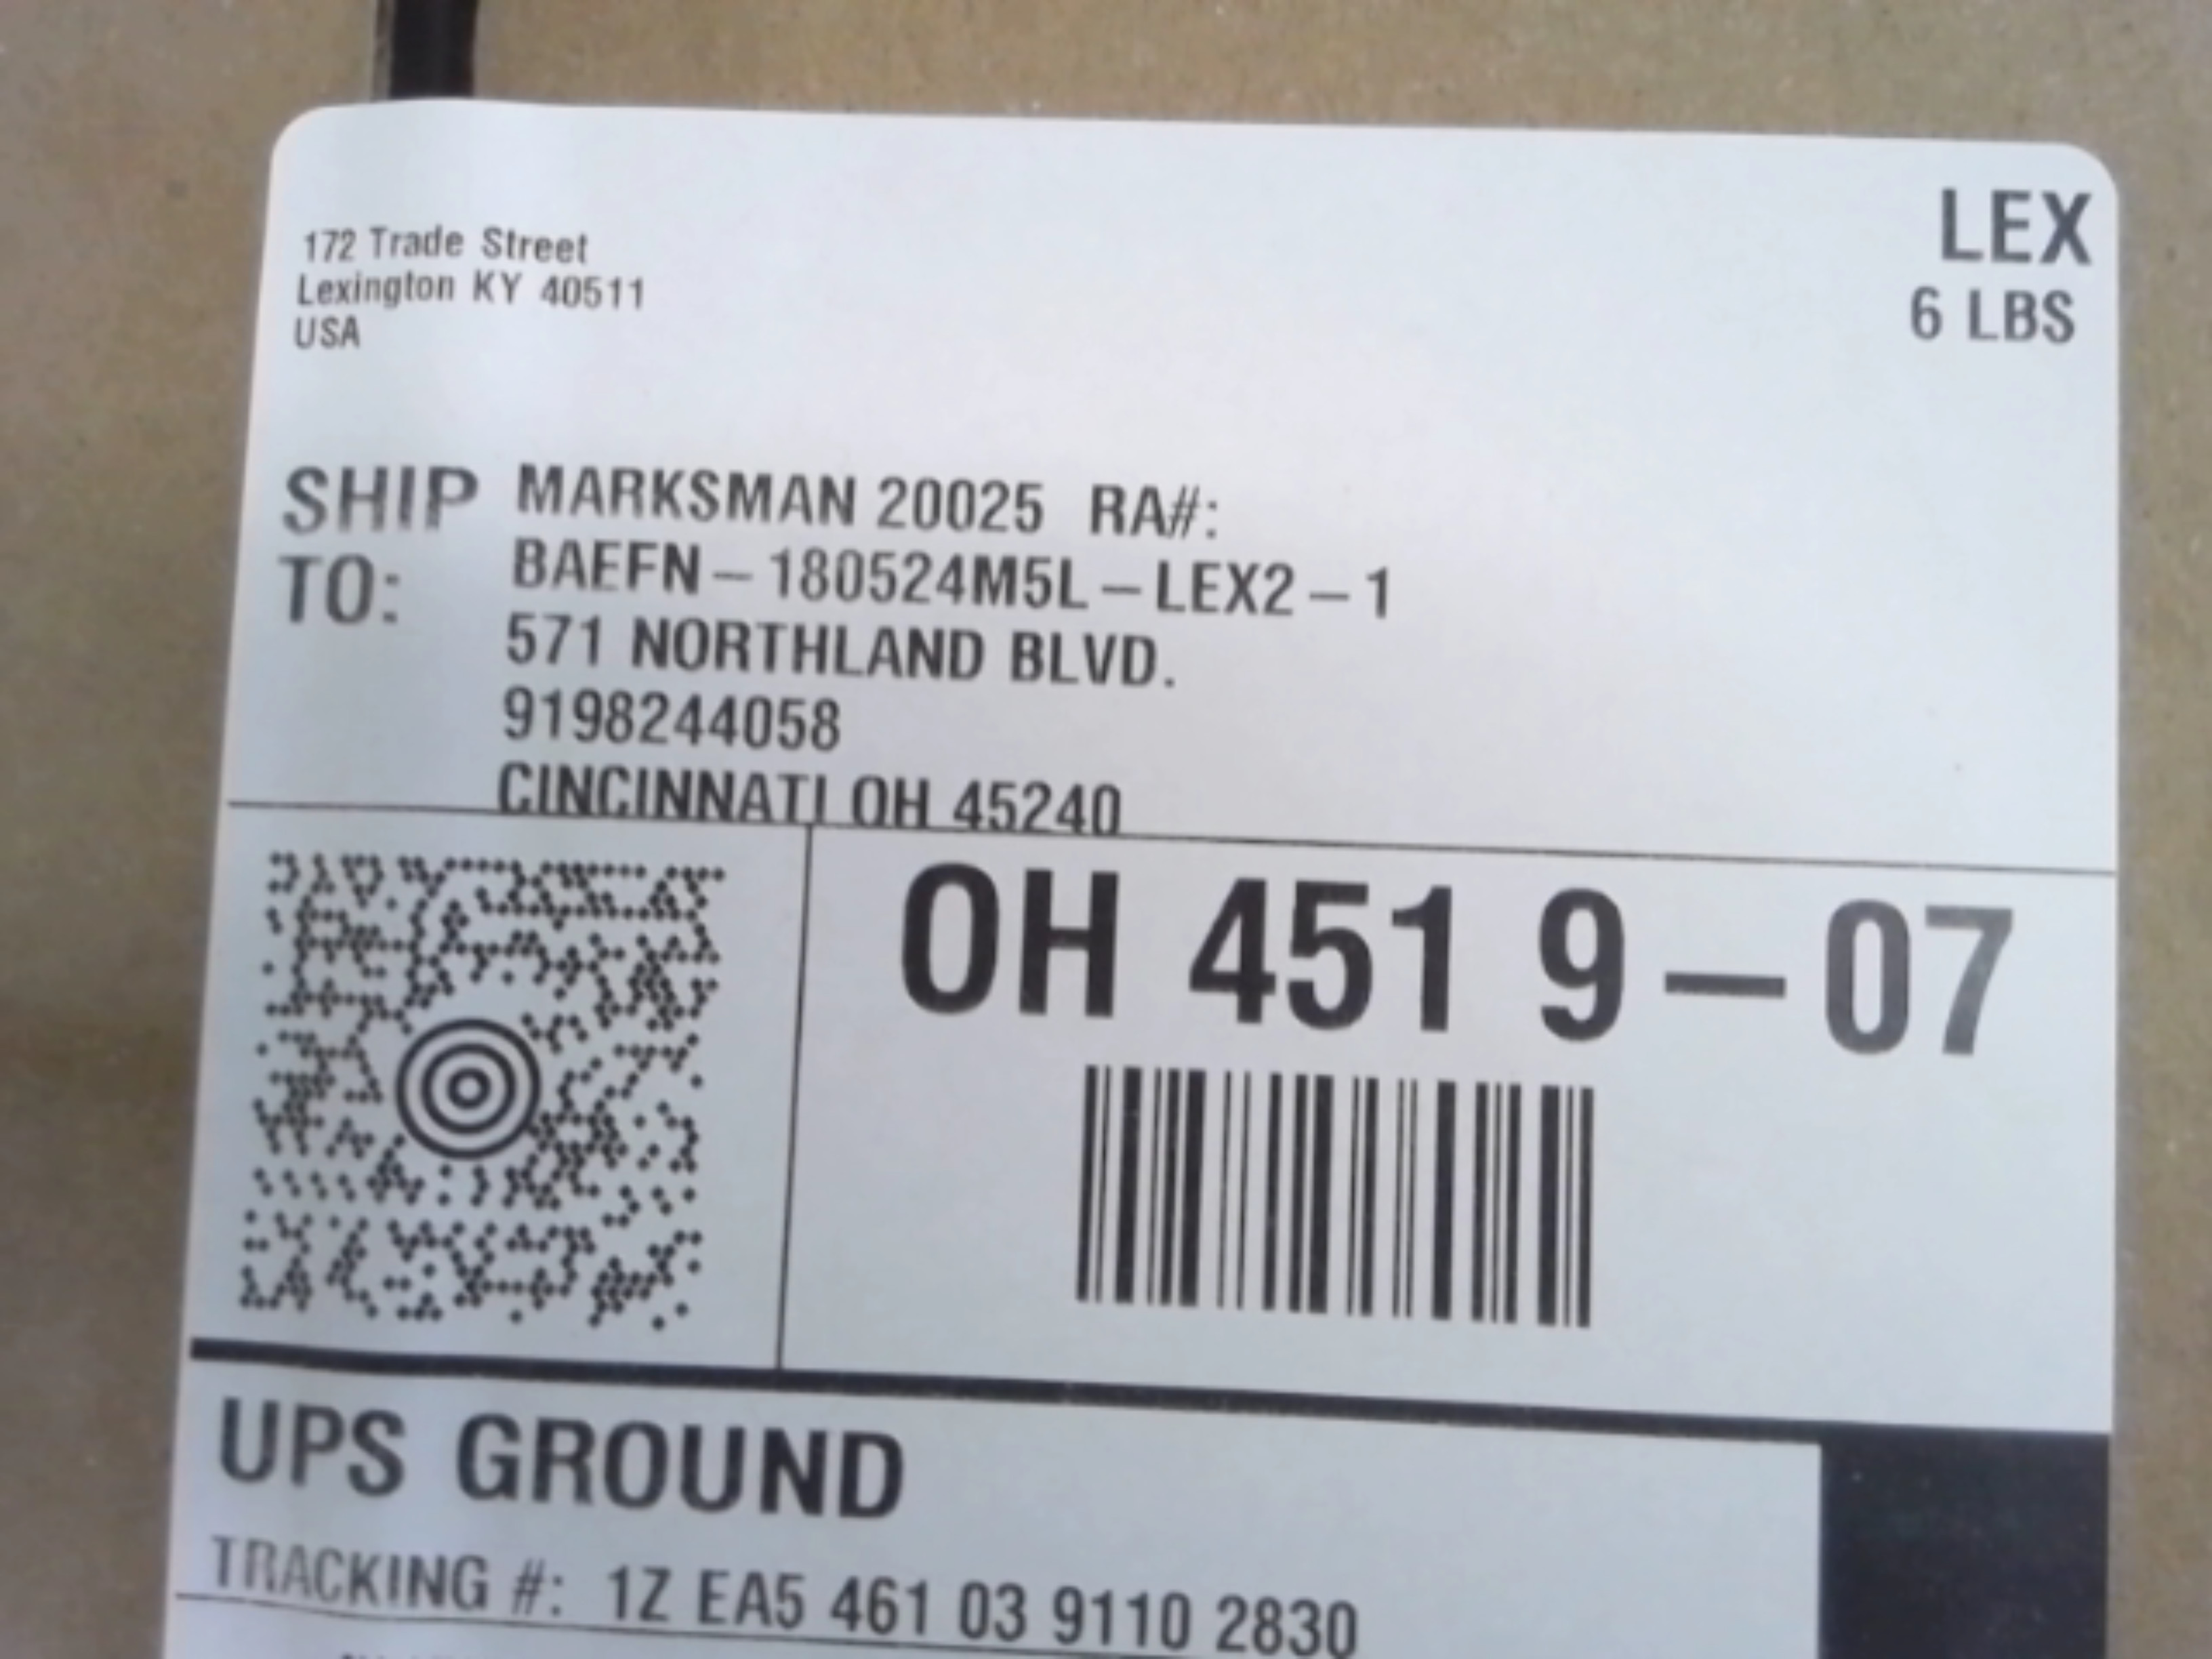 172 Trade Street
Lexington KY 40511
USA
LEX
6 LBS
SHIP TO:
MARKSMAN 20025 RA#:
BAEFN-180524M5L-LEX2-1
571 NORTHLAND BLVD.
9198244058
CINCINNATI OH 45240
OH 451 9-07
UPS GROUND
TRACKING #: 1Z EA5 461 03 9110 2830